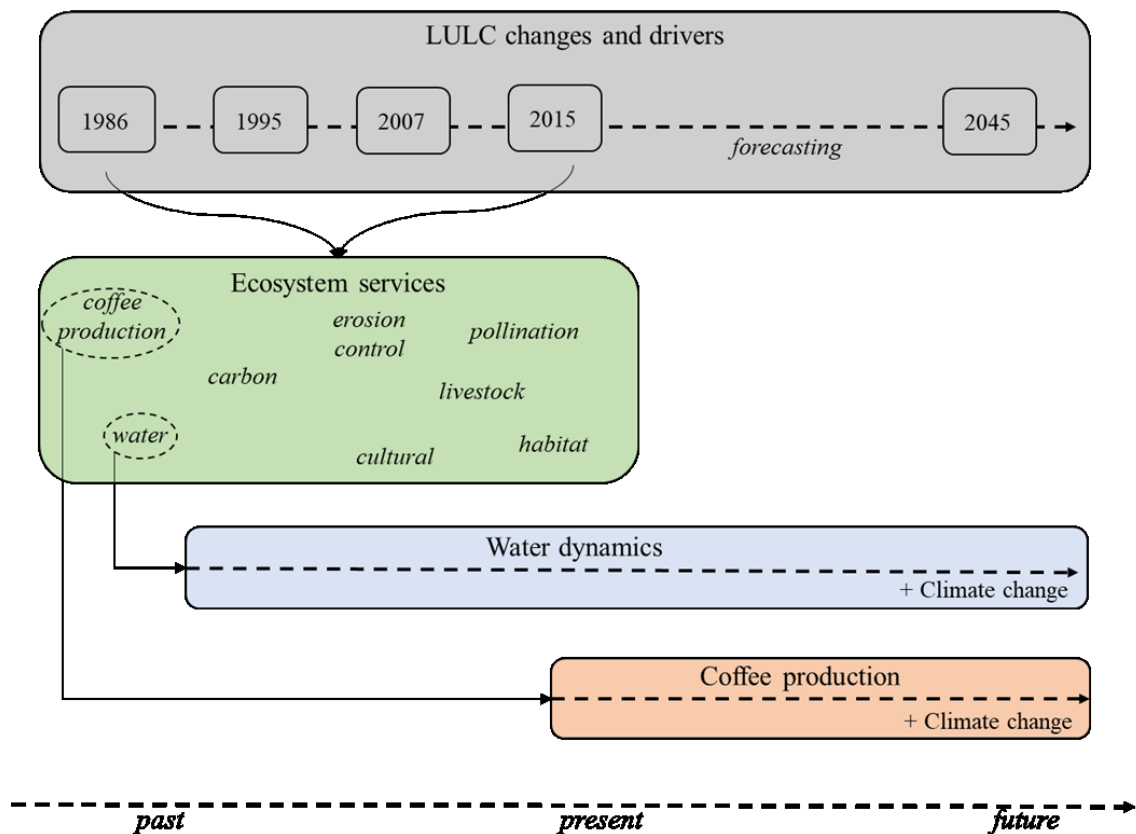 LULC changes and drivers
1986
1995
2007
2015
2045
forecasting
Ecosystem services
coffee
production
erosion
control
pollination
carbon
livestock
water
cultural
habitat
Water dynamics
+ Climate change
Coffee production
+ Climate change
past
present
future